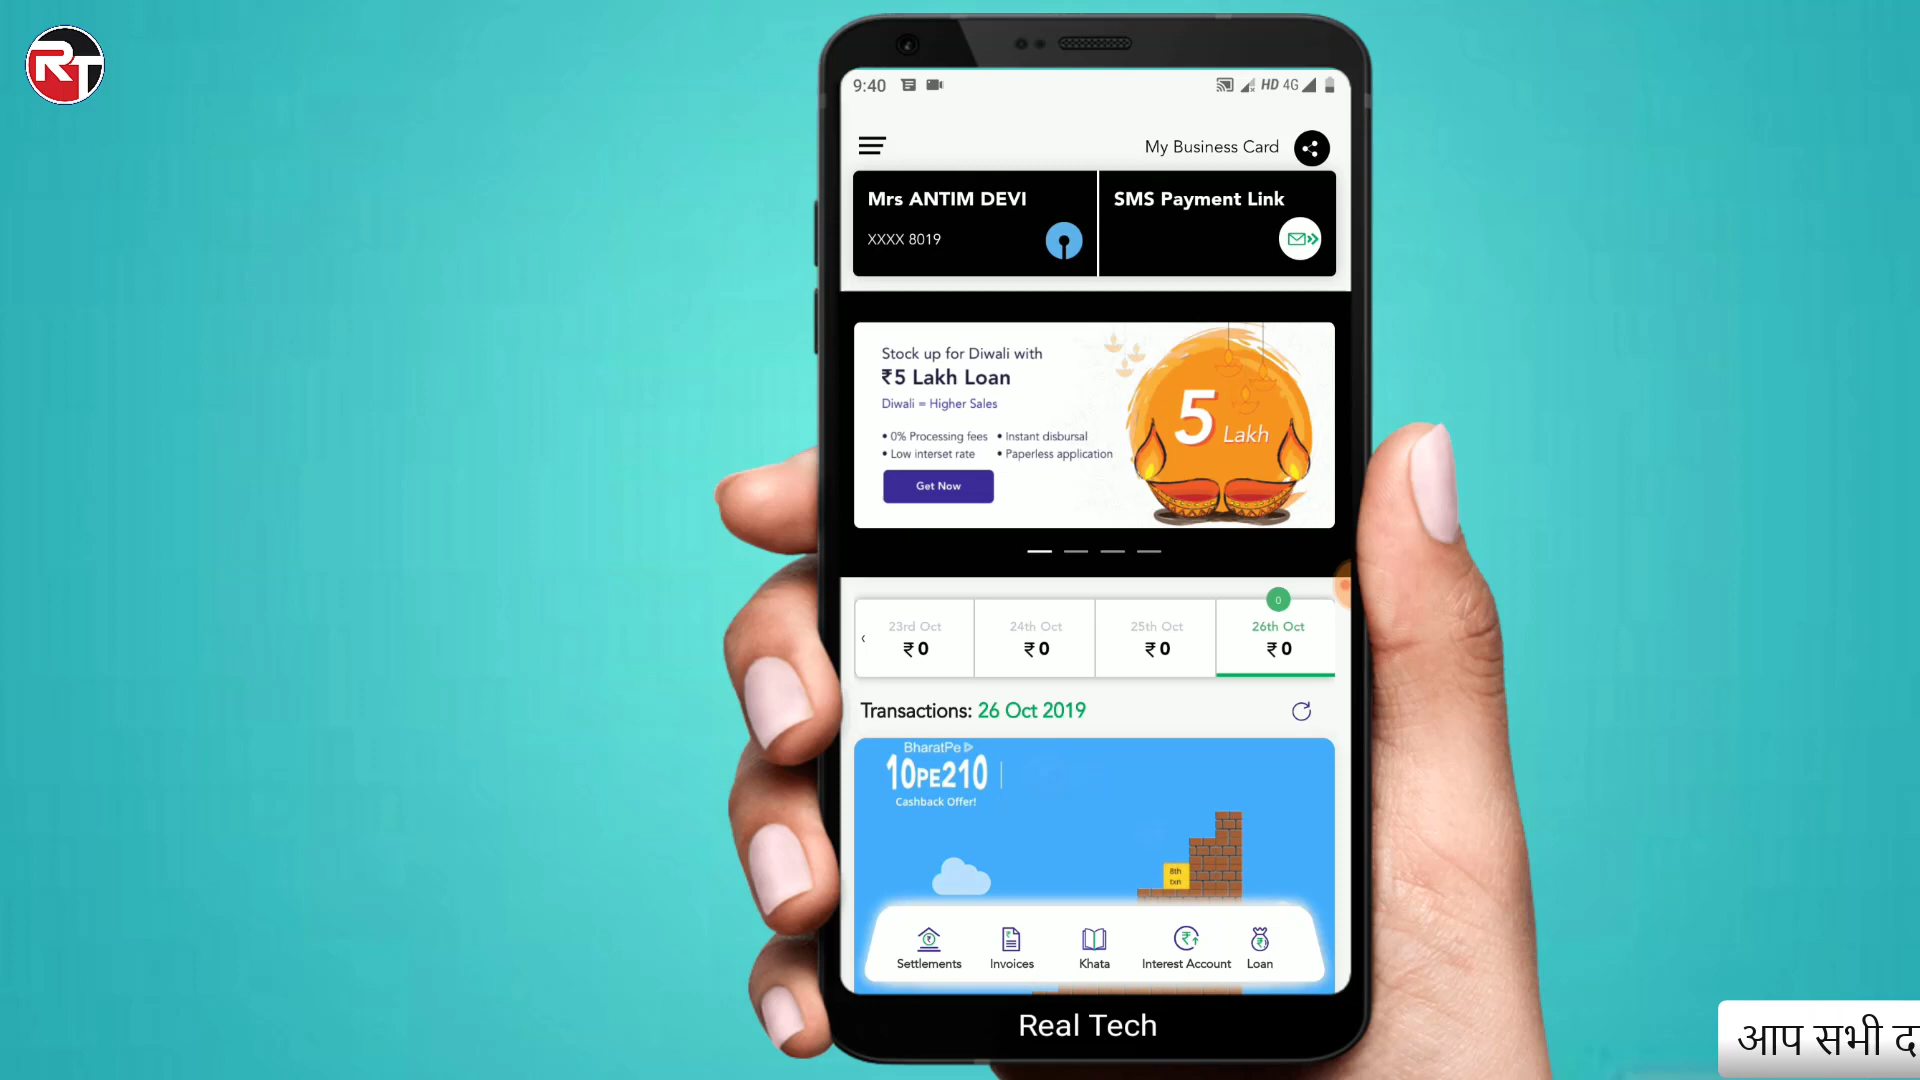 RT
9:40
HD 4G
My Business Card
Mrs ANTIM DEVI
XXXX 8019
SMS Payment Link
Stock up for Diwali with
₹5 Lakh Loan
Diwali = Higher Sales
• 0% Processing fees • Instant disbursal
• Low interset rate • Paperless application
Get Now
5 Lakh
0
23rd Oct
₹ 0
24th Oct
₹ 0
25th Oct
₹ 0
26th Oct
₹ 0
Transactions: 26 Oct 2019
BharatPe
10PE210
Cashback Offer!
8th
txn
Settlements
Invoices
Khata
Interest Account
Loan
Real Tech
आप सभी द